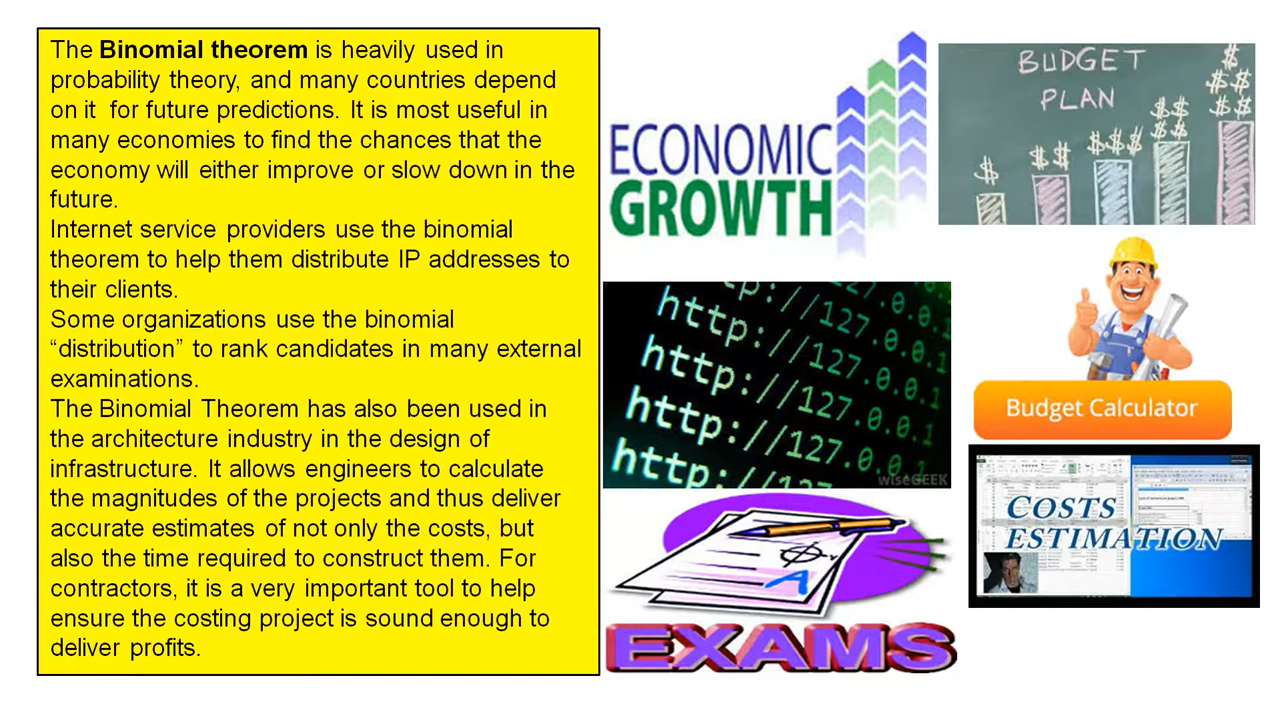 The Binomial theorem is heavily used in
probability theory, and many countries depend
on it for future predictions. It is most useful in
many economies to find the chances that the
economy will either improve or slow down in the
future.
Internet service providers use the binomial
theorem to help them distribute IP addresses to
their clients.
Some organizations use the binomial
“distribution” to rank candidates in many external
examinations.
The Binomial Theorem has also been used in
the architecture industry in the design of
infrastructure. It allows engineers to calculate
the magnitudes of the projects and thus deliver
accurate estimates of not only the costs, but
also the time required to construct them. For
contractors, it is a very important tool to help
ensure the costing project is sound enough to
deliver profits.
ECONOMIC
GROWTH
BUDGET
PLAN
$
$$
$$$
$$
$$
$
$$
$$
http://127.0.0.1
http://127.0.0.1
http://127.0.0.1
http://127.0.0.1
wiseGEEK
Budget Calculator
COSTS
ESTIMATION
A
EXAMS